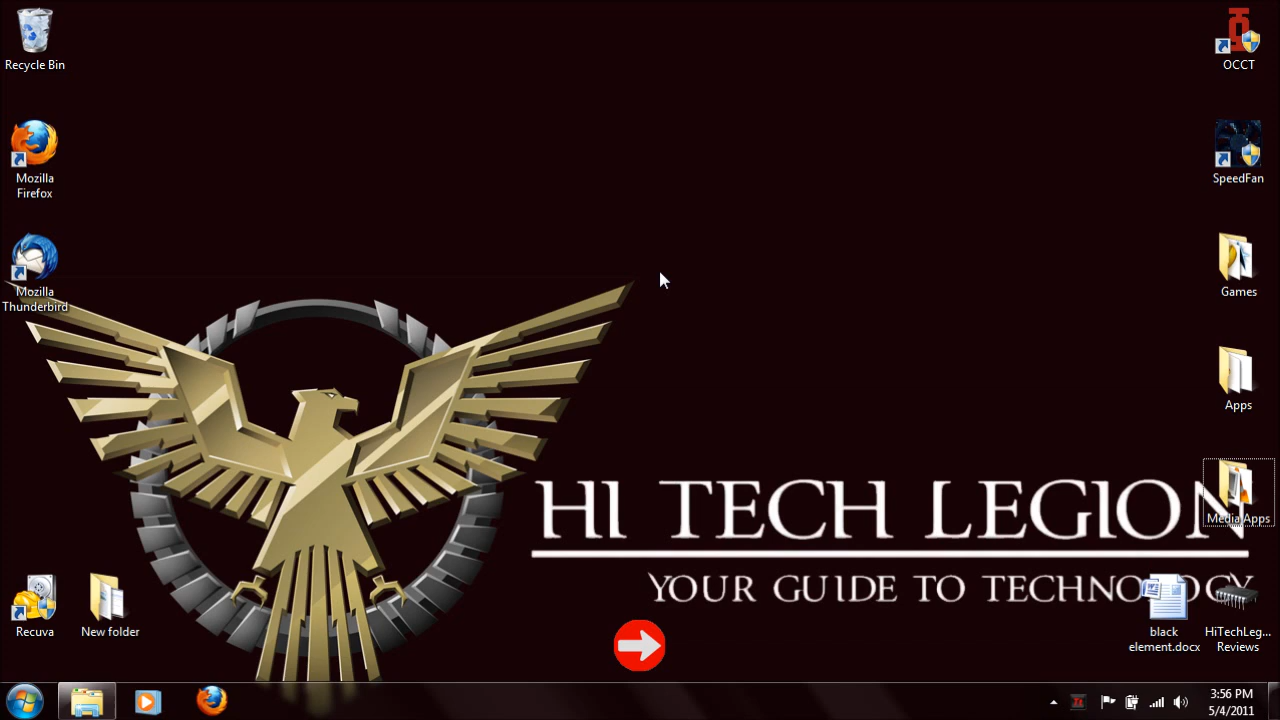 Recycle Bin
OCCT
Mozilla
Firefox
SpeedFan
Mozilla
Thunderbird
Games
Apps
HI TECH LEGION
Media Apps
YOUR GUIDE TO TECHNOLOGY
Recuva
New folder
black
element.docx
HiTechLeg...
Reviews
3:56 PM
5/4/2011